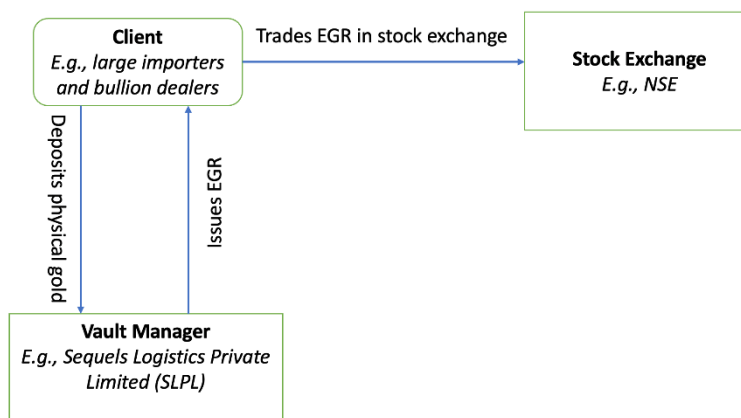 Client
E.g., large importers
and bullion dealers
Trades EGR in stock exchange
Stock Exchange
E.g., NSE
Deposits physical gold
Issues EGR
Vault Manager
E.g., Sequels Logistics Private
Limited (SLPL)